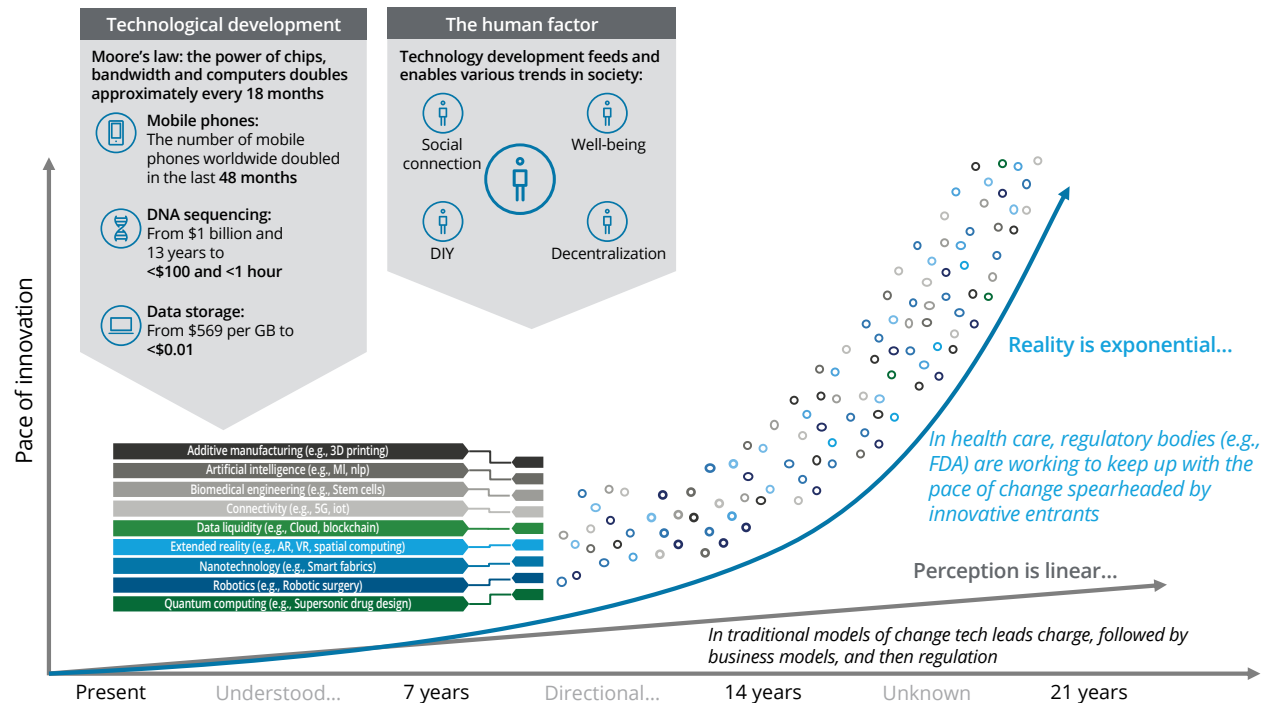 Technological development
Moore's law: the power of chips,
bandwidth and computers doubles
approximately every 18 months
Mobile phones:
The number of mobile
phones worldwide doubled
in the last 48 months
DNA sequencing:
From $1 billion and
13 years to
<$100 and <1 hour
Data storage:
From $569 per GB to
<$0.01
The human factor
Technology development feeds and
enables various trends in society:
Social
connection
Well-being
DIY
Decentralization
Pace of innovation
Additive manufacturing (e.g., 3D printing)
Artificial intelligence (e.g., Ml, nlp)
Biomedical engineering (e.g., Stem cells)
Connectivity (e.g., 5G, iot)
Data liquidity (e.g., Cloud, blockchain)
Extended reality (e.g., AR, VR, spatial computing)
Nanotechnology (e.g., Smart fabrics)
Robotics (e.g., Robotic surgery)
Quantum computing (e.g., Supersonic drug design)
Reality is exponential...
In health care, regulatory bodies (e.g.,
FDA) are working to keep up with the
pace of change spearheaded by
innovative entrants
Perception is linear...
In traditional models of change tech leads charge, followed by
business models, and then regulation
Present
Understood...
7 years
Directional...
14 years
Unknown
21 years